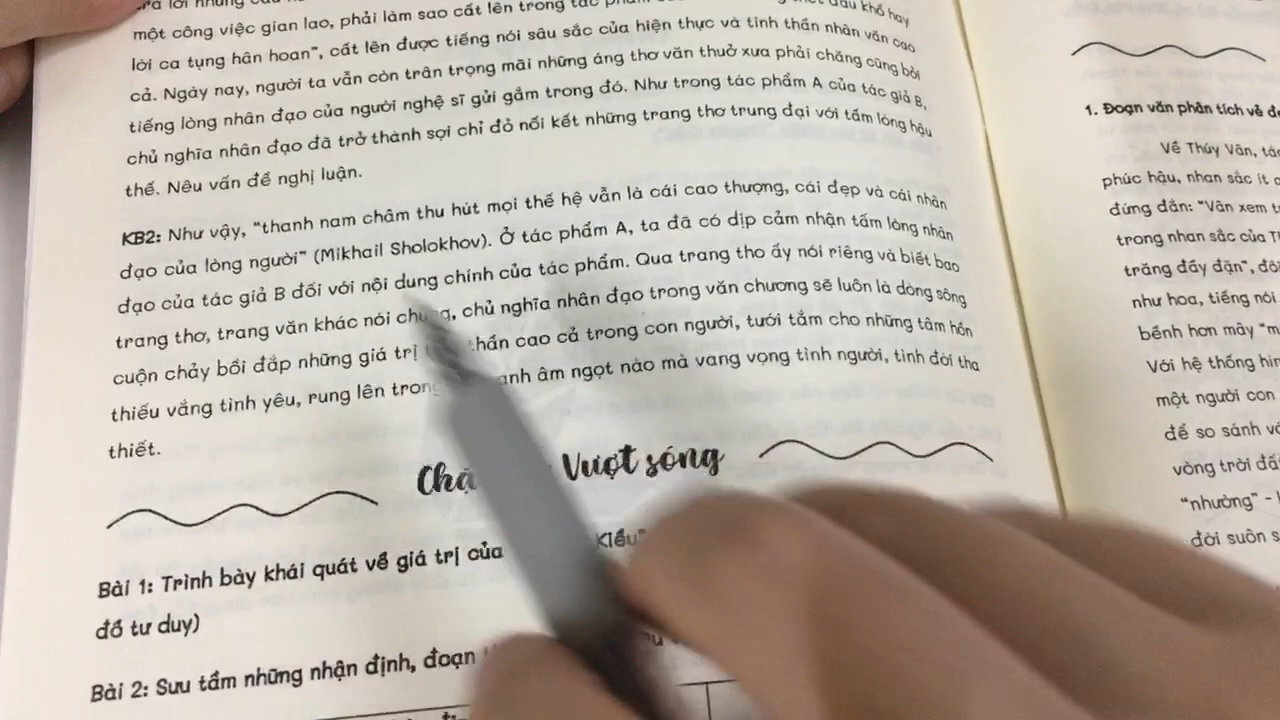 một công việc gian lao, phải làm sao cất lên trong tác
lời ca tụng hân hoan”, cất lên được tiếng nói sâu sắc của hiện thực và tinh thần nhân văn cao
cả. Ngày nay, người ta vẫn còn trân trọng mãi những áng thơ văn thuở xưa phải chăng cũng bởi
tiếng lòng nhân đạo của người nghệ sĩ gửi gắm trong đó. Như trong tác phẩm A của tác giả B,
chủ nghĩa nhân đạo đã trở thành sợi chỉ đỏ nối kết những trang thơ trung đại với tấm lòng hậu
thế. Nêu vấn đề nghị luận.
KB2: Như vậy, “thanh nam châm thu hút mọi thế hệ vẫn là cái cao thượng, cái đẹp và cái nhân
đạo của lòng người” (Mikhail Sholokhov). Ở tác phẩm A, ta đã có dịp cảm nhận tấm lòng nhân
đạo của tác giả B đối với nội dung chính của tác phẩm. Qua trang thơ ấy nói riêng và biết bao
trang thơ, trang văn khác nói chung, chủ nghĩa nhân đạo trong văn chương sẽ luôn là dòng sông
cuộn chảy bồi đắp những giá trị thần cao cả trong con người, tưới tắm cho những tâm hồn
thiếu vắng tình yêu, rung lên âm ngọt nào mà vang vọng tình người, tình đời tha
thiết.
Vượt sóng
Bài 1: Trình bày khái quát về giá trị của Kiều”
đồ tư duy)
Bài 2: Sưu tầm những nhận định, đoạn
1. Đoạn văn phân tích vẻ
Về Thúy Vân,
phúc hậu, nhan sắc ít
đứng đắn: “Vân xem
trong nhan sắc của
trăng đầy đặn”,
như hoa, tiếng nói
bềnh hơn mây
Với hệ thống
một người con
để so sánh
vòng trời
“nhường” -
đời suôn